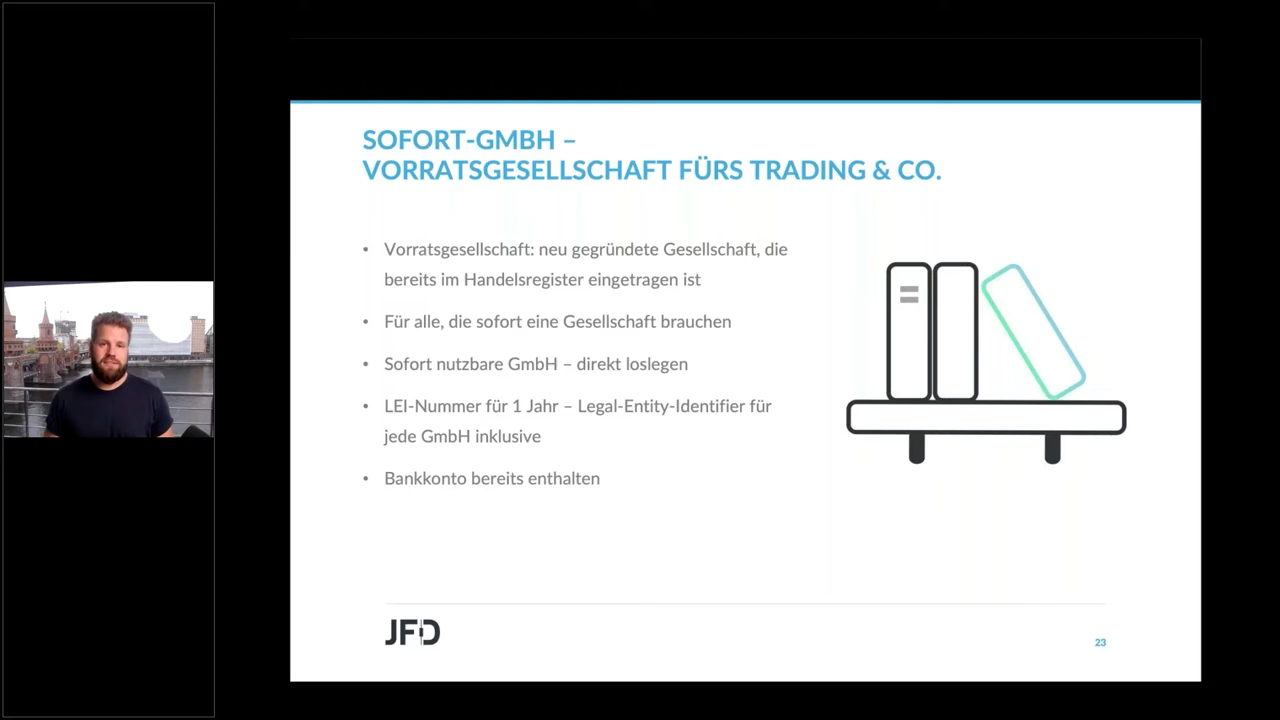 SOFORT-GMBH –
VORRATSGESELLSCHAFT FÜRS TRADING & CO.
• Vorratsgesellschaft: neu gegründete Gesellschaft, die
bereits im Handelsregister eingetragen ist
• Für alle, die sofort eine Gesellschaft brauchen
• Sofort nutzbare GmbH – direkt loslegen
• LEI-Nummer für 1 Jahr – Legal-Entity-Identifier für
jede GmbH inklusive
• Bankkonto bereits enthalten
JFD
23